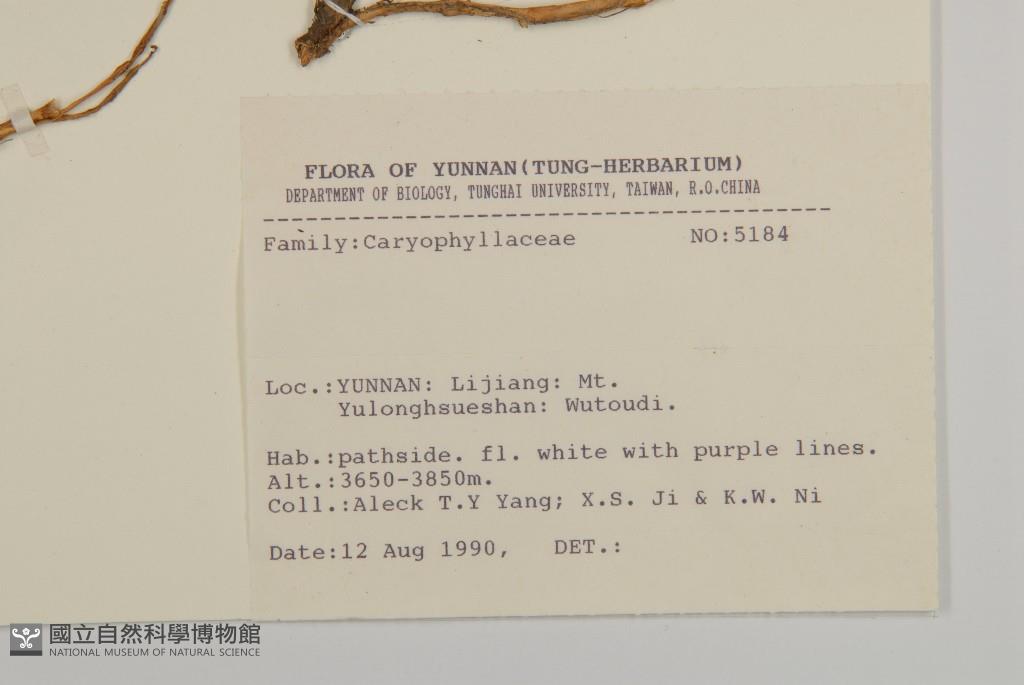 FLORA OF YUNNAN(TUNG-HERBARIUM)
DEPARTMENT OF BIOLOGY, TUNGHAI UNIVERSITY, TAIWAN, R.O.CHINA
----------------------------------------
Family:Caryophyllaceae NO:5184
Loc.:YUNNAN: Lijiang: Mt.
Yulonghsueshan: Wutoudi.
Hab.:pathside. fl. white with purple lines.
Alt.:3650-3850m.
Coll.:Aleck T.Y Yang; X.S. Ji & K.W. Ni
Date:12 Aug 1990, DET.:
國立自然科學博物館
NATIONAL MUSEUM OF NATURAL SCIENCE